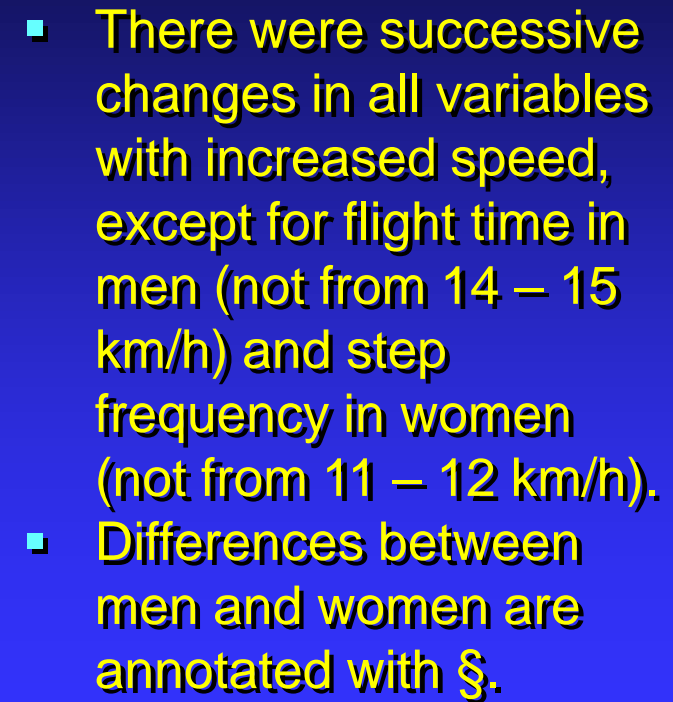 ▪ There were successive
changes in all variables
with increased speed,
except for flight time in
men (not from 14 – 15
km/h) and step
frequency in women
(not from 11 – 12 km/h).
▪ Differences between
men and women are
annotated with §.